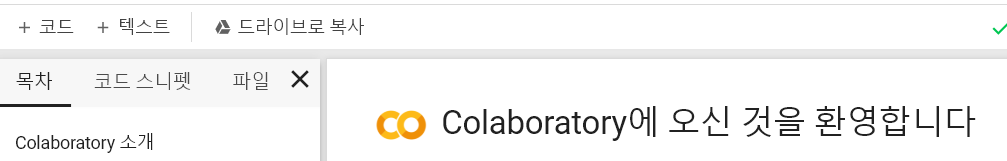 + 코드 + 텍스트 드라이브로 복사
목차 코드 스니펫 파일 ✕
Colaboratory에 오신 것을 환영합니다
Colaboratory 소개